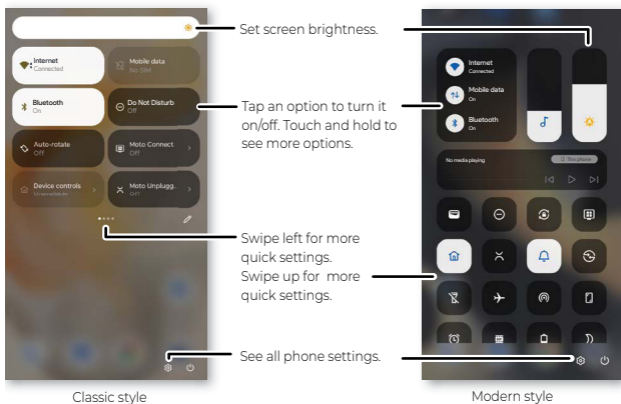 Set screen brightness.
Internet
Connected
Mobile data
No SIM
Bluetooth
On
Do Not Disturb
Off
Auto-rotate
Off
Moto Connect
Off
Device controls
Moto Unplugg..
Off
Tap an option to turn it
on/off. Touch and hold to
see more options.
Swipe left for more
quick settings.
Swipe up for more
quick settings.
See all phone settings.
Classic style
Internet
Connected
Mobile data
On
Bluetooth
On
No media playing
This phone
Modern style